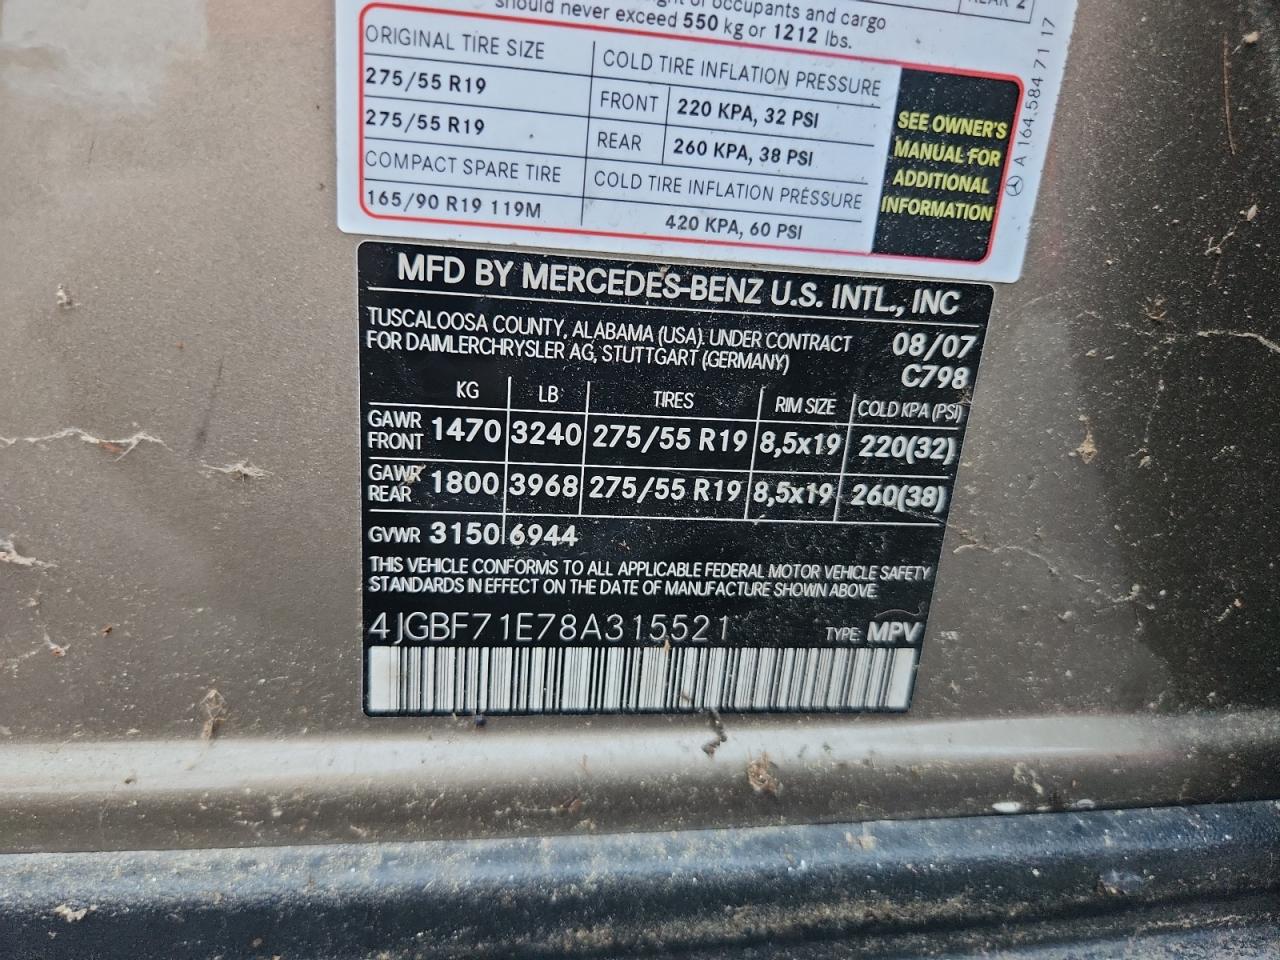 of occupants and cargo
should never exceed 550 kg or 1212 lbs.
ORIGINAL TIRE SIZE COLD TIRE INFLATION PRESSURE
275/55 R19 FRONT 220 KPA, 32 PSI
275/55 R19 REAR 260 KPA, 38 PSI
COMPACT SPARE TIRE COLD TIRE INFLATION PRESSURE
165/90 R19 119M 420 KPA, 60 PSI
SEE OWNER'S
MANUAL FOR
ADDITIONAL
INFORMATION
A 164 584 71 17
MFD BY MERCEDES-BENZ U.S. INTL., INC
TUSCALOOSA COUNTY, ALABAMA (USA). UNDER CONTRACT 08/07
FOR DAIMLERCHRYSLER AG, STUTTGART (GERMANY) C798
KG LB TIRES RIM SIZE COLD KPA (PSI)
GAWR FRONT 1470 3240 275/55 R19 8,5x19 220(32)
GAWR REAR 1800 3968 275/55 R19 8,5x19 260(38)
GVWR 3150 6944
THIS VEHICLE CONFORMS TO ALL APPLICABLE FEDERAL MOTOR VEHICLE SAFETY
STANDARDS IN EFFECT ON THE DATE OF MANUFACTURE SHOWN ABOVE.
4JGBF71E78A315521 TYPE: MPV